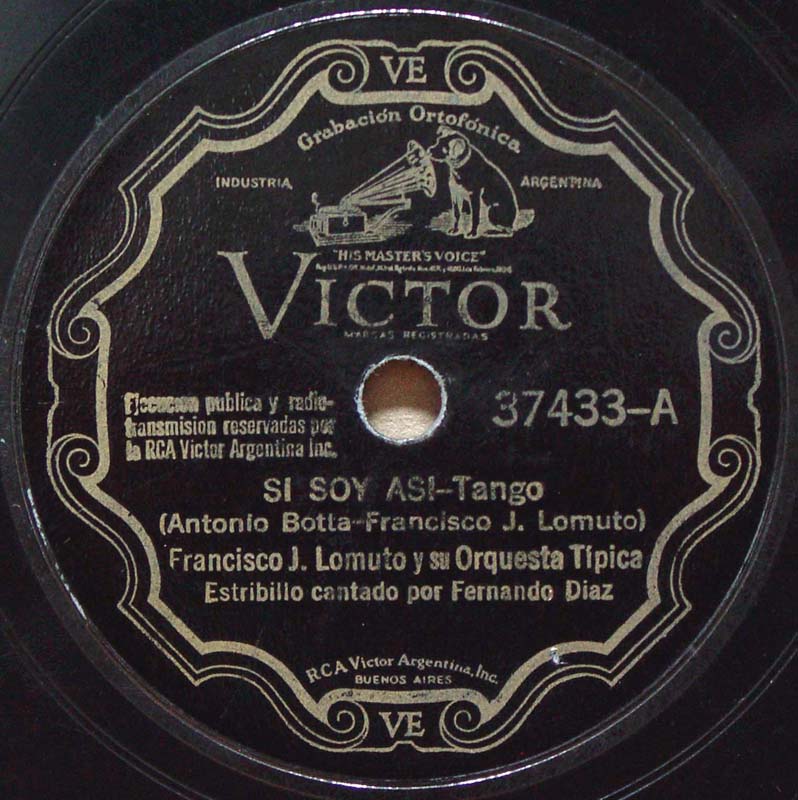 VE
Grabación Ortofónica
INDUSTRIA ARGENTINA
"HIS MASTER'S VOICE"
VICTOR
MARCAS REGISTRADAS
Ejecucion publica y radio-
transmision reservadas por
la RCA Victor Argentina Inc.
37433-A
SI SOY ASI--Tango
(Antonio Botta-Francisco J. Lomuto)
Francisco J. Lomuto y su Orquesta Típica
Estribillo cantado por Fernando Diaz
RCA Victor Argentina, Inc.
BUENOS AIRES
VE